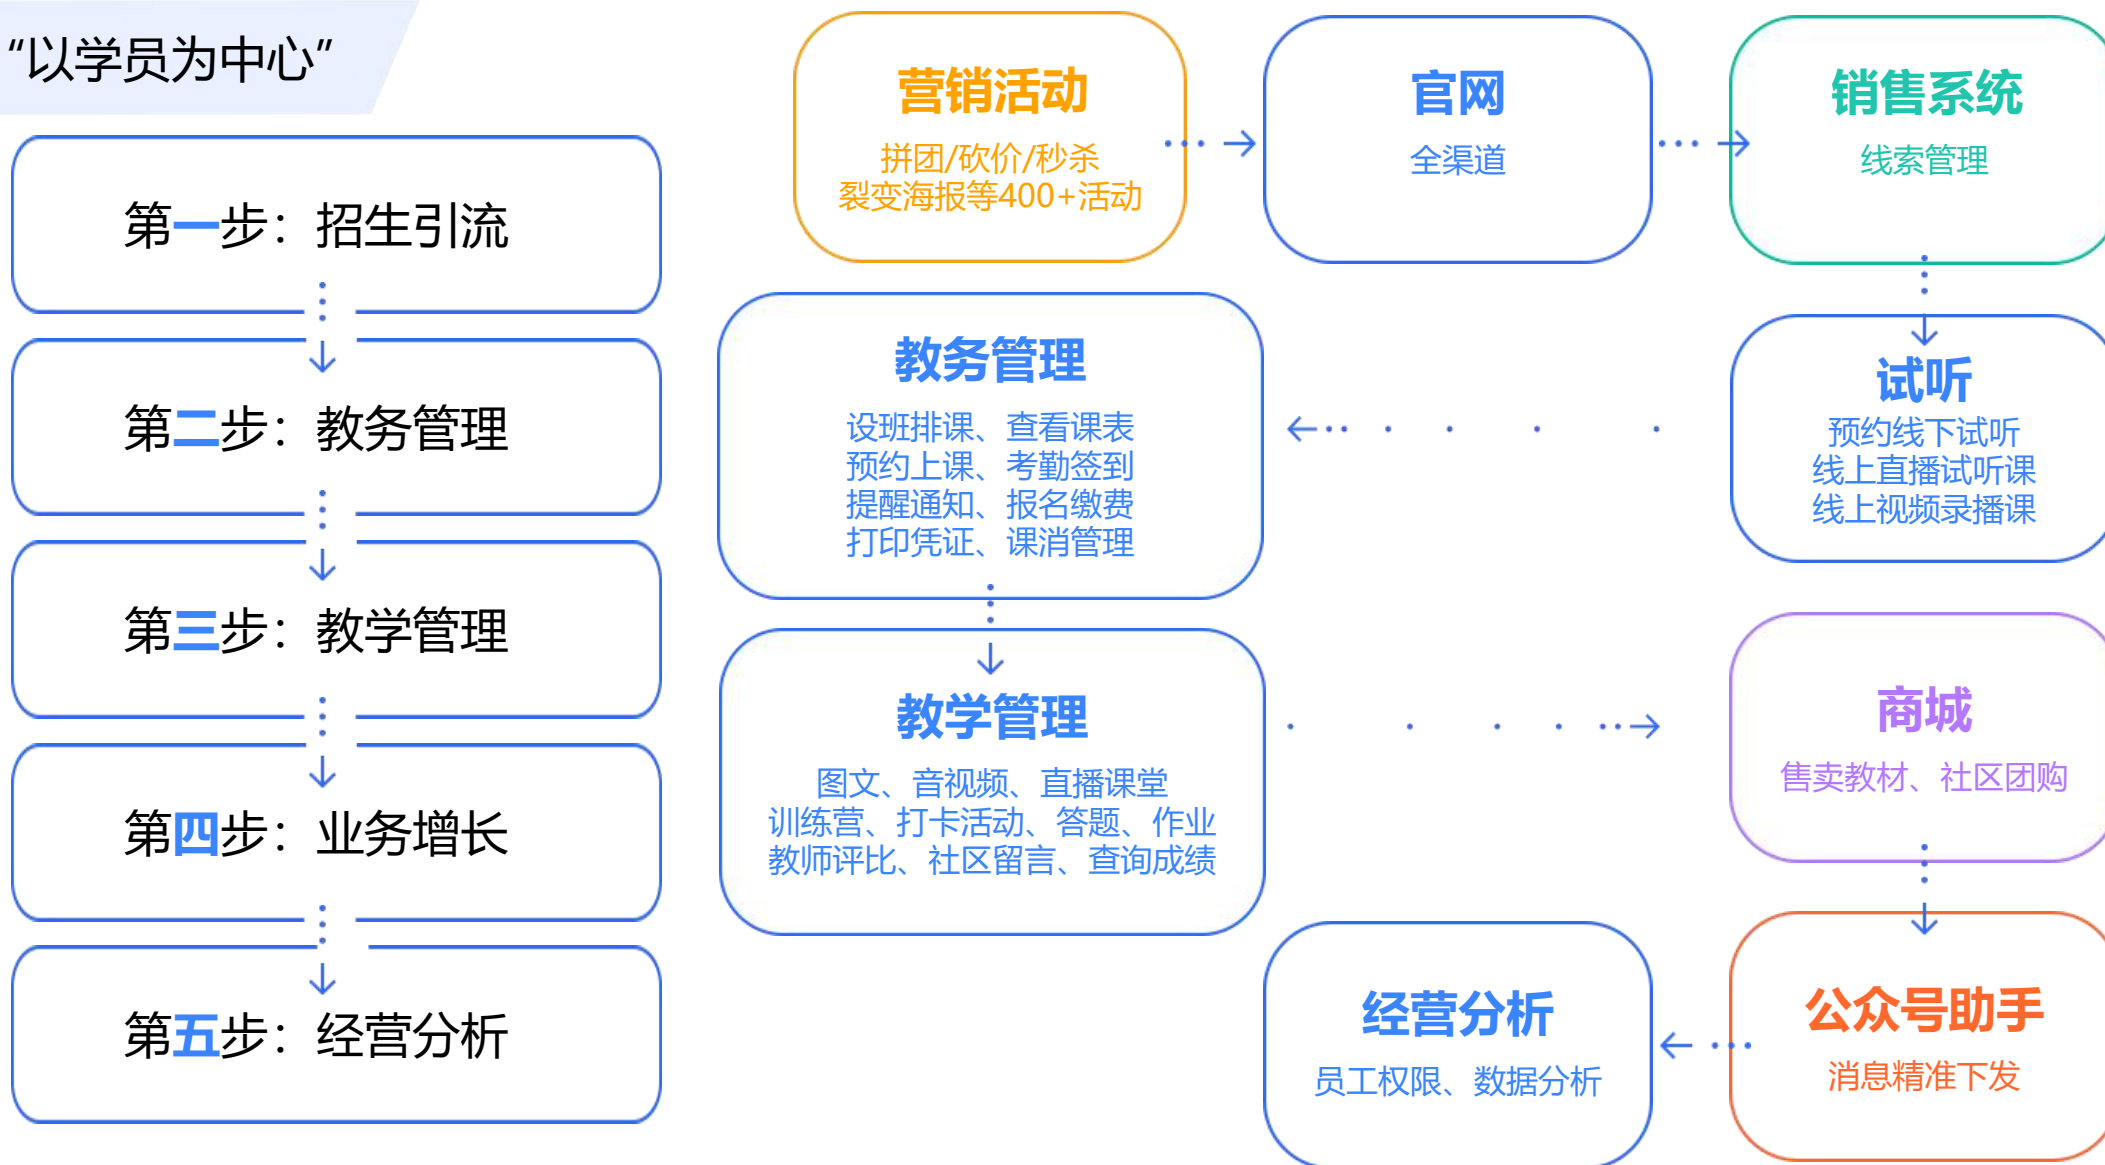 “以学员为中心”
第一步：招生引流
第二步：教务管理
第三步：教学管理
第四步：业务增长
第五步：经营分析
营销活动
拼团/砍价/秒杀
裂变海报等400+活动
官网
全渠道
销售系统
线索管理
试听
预约线下试听
线上直播试听课
线上视频录播课
教务管理
设班排课、查看课表
预约上课、考勤签到
提醒通知、报名缴费
打印凭证、课消管理
教学管理
图文、音视频、直播课堂
训练营、打卡活动、答题、作业
教师评比、社区留言、查询成绩
商城
售卖教材、社区团购
公众号助手
消息精准下发
经营分析
员工权限、数据分析